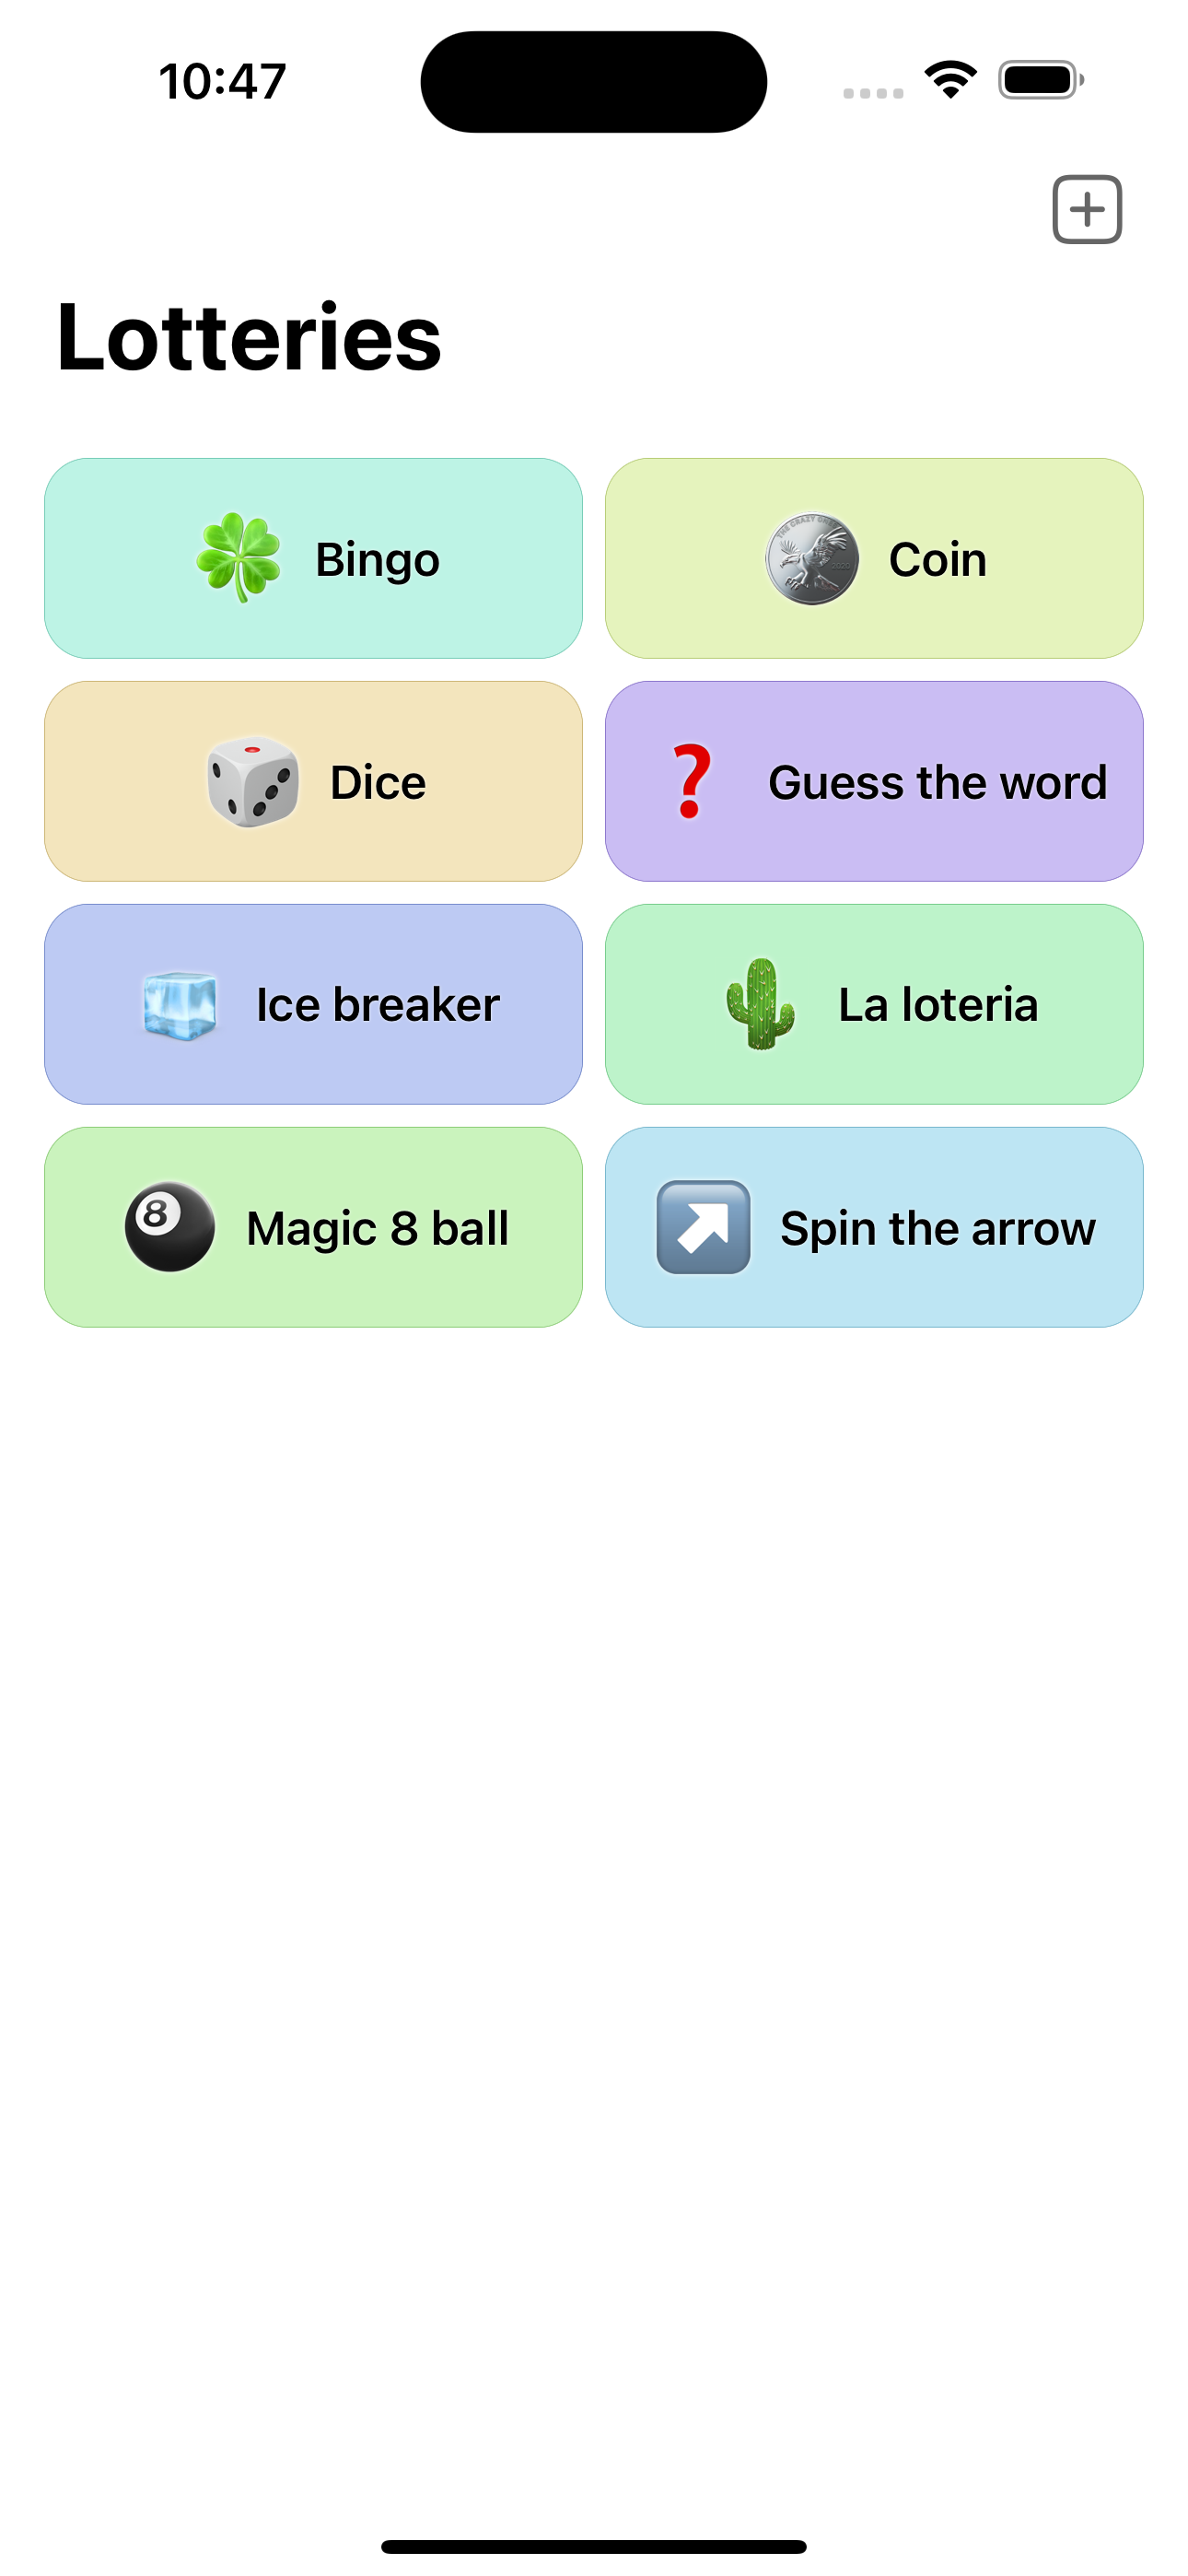 10:47
Lotteries
Bingo
Coin
Dice
Guess the word
Ice breaker
La loteria
8
Magic 8 ball
Spin the arrow